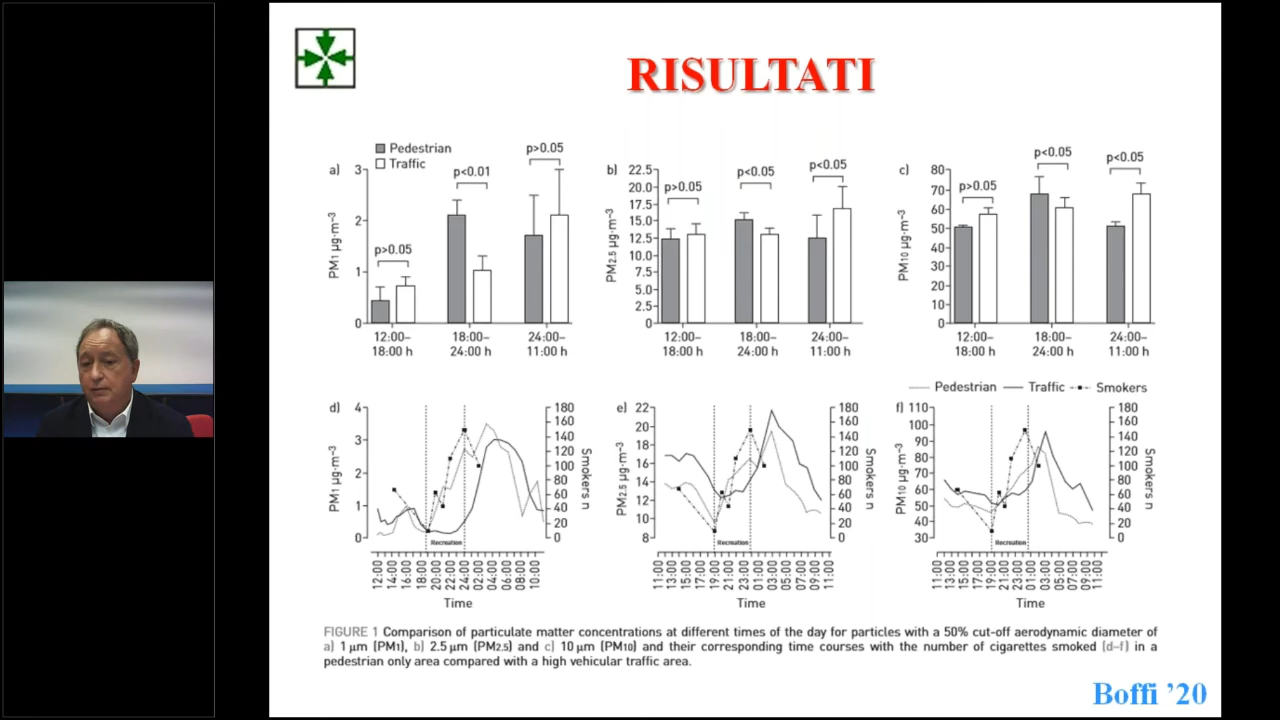 RISULTATI
Pedestrian
Traffic
a)
3
2
1
0
PM1 µg·m–3
p>0.05
p<0.01
p>0.05
12:00–
18:00 h
18:00–
24:00 h
24:00–
11:00 h
b)
22.5
20.0
17.5
15.0
12.5
10.0
7.5
5.0
2.5
0
PM2.5 µg·m–3
p>0.05
p<0.05
p<0.05
12:00–
18:00 h
18:00–
24:00 h
24:00–
11:00 h
c)
80
70
60
50
40
30
20
10
0
PM10 µg·m–3
p>0.05
p<0.05
p<0.05
12:00–
18:00 h
18:00–
24:00 h
24:00–
11:00 h
Pedestrian Traffic Smokers
d)
4
3
2
1
0
PM1 µg·m–3
180
160
140
120
100
80
60
40
20
0
Smokers n
Recreation
12:00 14:00 16:00 18:00 20:00 22:00 24:00 02:00 04:00 06:00 08:00 10:00
Time
e)
22
20
18
16
14
12
10
8
PM2.5 µg·m–3
180
160
140
120
100
80
60
40
20
0
Smokers n
Recreation
11:00 13:00 15:00 17:00 19:00 21:00 23:00 01:00 03:00 05:00 07:00 09:00 11:00
Time
f)
110
100
90
80
70
60
50
40
30
PM10 µg·m–3
180
160
140
120
100
80
60
40
20
0
Smokers n
Recreation
11:00 13:00 15:00 17:00 19:00 21:00 23:00 01:00 03:00 05:00 07:00 09:00 11:00
Time
FIGURE 1 Comparison of particulate matter concentrations at different times of the day for particles with a 50% cut-off aerodynamic diameter of
a) 1 µm (PM1), b) 2.5 µm (PM2.5) and c) 10 µm (PM10) and their corresponding time courses with the number of cigarettes smoked (d–f) in a
pedestrian only area compared with a high vehicular traffic area.
Boffi ’20